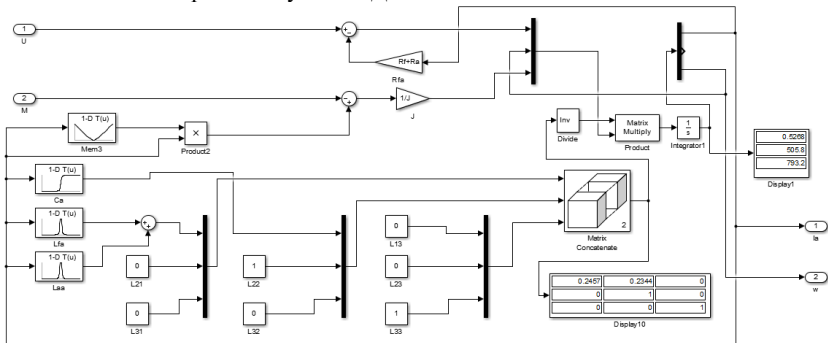 1
U
Rf+Ra
Rfa
2
M
1/J
J
1-D T(u)
Mem3
×
Product2
Inv
Divide
Matrix
Multiply
Product
1
s
Integrator1
0.5268
505.8
793.2
Display1
1-D T(u)
Ca
1-D T(u)
Lfa
1-D T(u)
Laa
0
L21
0
L31
1
L22
0
L32
0
L13
0
L23
1
L33
2
Matrix
Concatenate
0.2457 0.2344 0
0 1 0
0 0 1
Display10
1
Ia
2
w